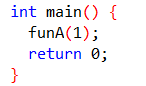 int main() {
  funA(1);
  return 0;
}